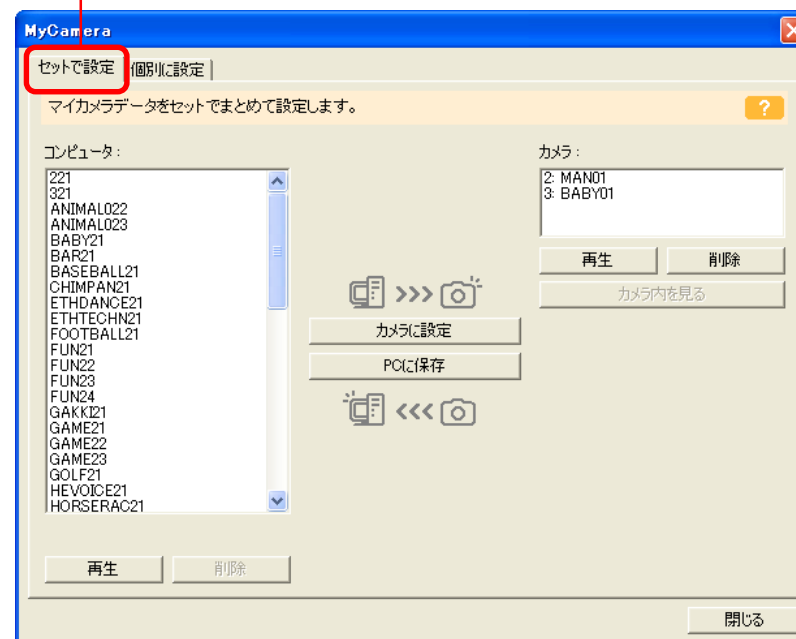 MyCamera
セットで設定 個別に設定
マイカメラデータをセットでまとめて設定します。 ?
コンピュータ:
221
321
ANIMAL022
ANIMAL023
BABY21
BAR21
BASEBALL21
CHIMPAN21
ETHDANCE21
ETHTECHN21
FOOTBALL21
FUN21
FUN22
FUN23
FUN24
GAKKI21
GAME21
GAME22
GAME23
GOLF21
HEVOICE21
HORSERAC21
再生 削除
>>>
カメラに設定
PCに保存
<<<
カメラ:
2: MAN01
3: BABY01
再生 削除
カメラ内を見る
閉じる